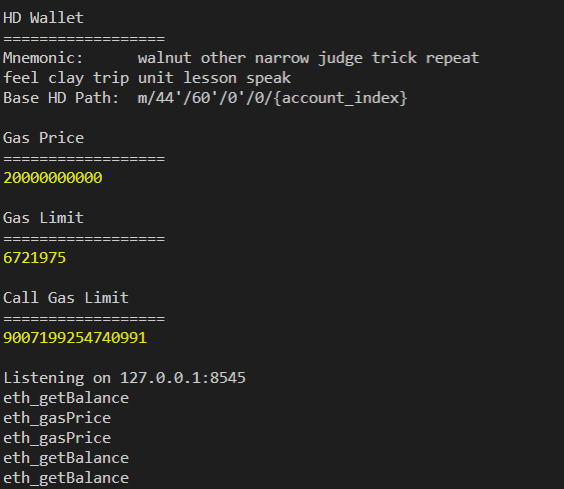 HD Wallet
==================
Mnemonic:      walnut other narrow judge trick repeat
feel clay trip unit lesson speak
Base HD Path:  m/44'/60'/0'/0/{account_index}
Gas Price
==================
20000000000
Gas Limit
==================
6721975
Call Gas Limit
==================
9007199254740991
Listening on 127.0.0.1:8545
eth_getBalance
eth_gasPrice
eth_gasPrice
eth_getBalance
eth_getBalance